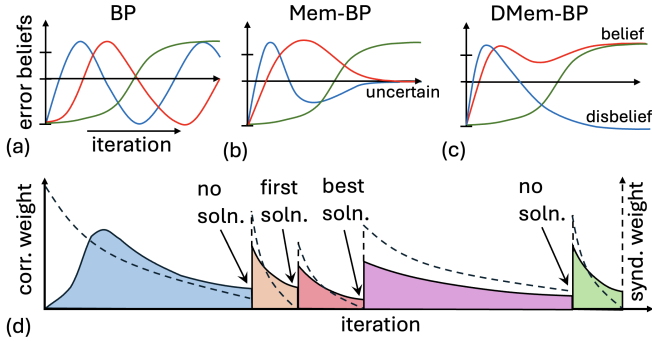 BP
Mem-BP
DMem-BP
error beliefs
iteration
uncertain
belief
disbelief
(a)
(b)
(c)
corr. weight
no
soln.
first
soln.
best
soln.
no
soln.
synd. weight
(d)
iteration